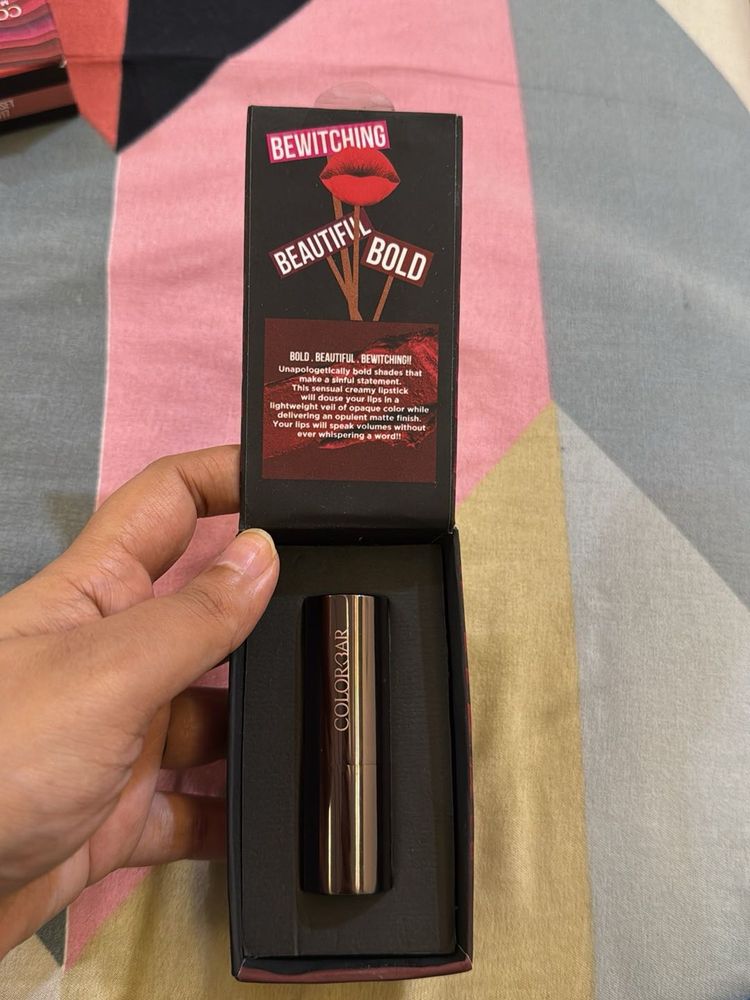 BEWITCHING
BEAUTIFUL
BOLD
BOLD . BEAUTIFUL . BEWITCHING!!
Unapologetically bold shades that
make a sinful statement.
This sensual creamy lipstick
will douse your lips in a
lightweight veil of opaque color while
delivering an opulent matte finish.
Your lips will speak volumes without
ever whispering a word!!
COLORBAR